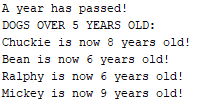 A year has passed!
DOGS OVER 5 YEARS OLD:
Chuckie is now 8 years old!
Bean is now 6 years old!
Ralphy is now 6 years old!
Mickey is now 9 years old!